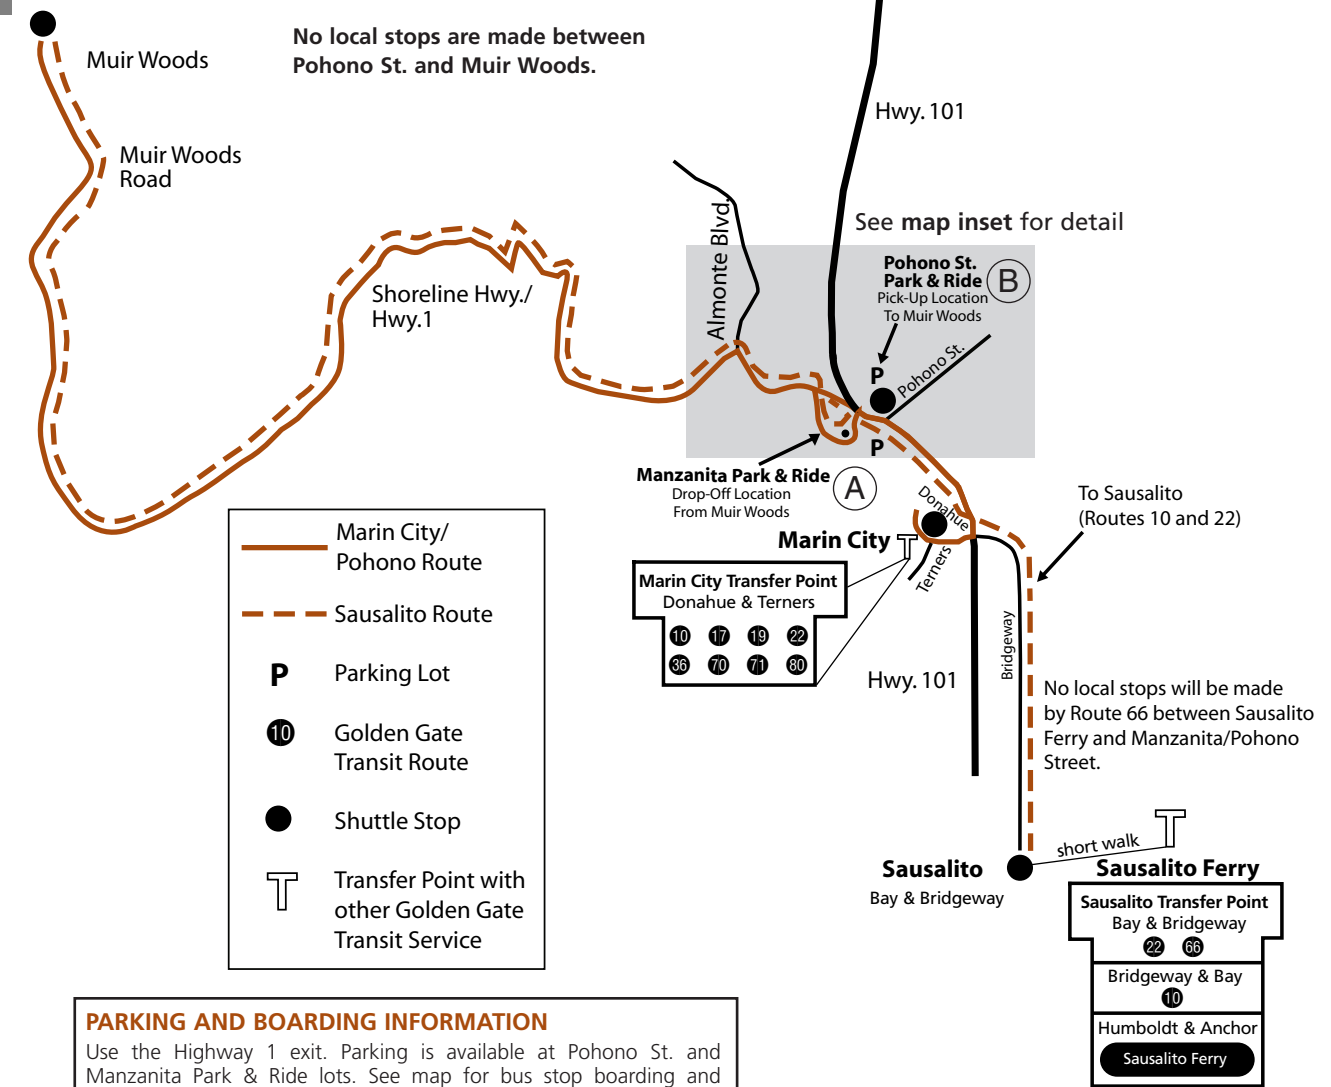 No local stops are made between
Pohono St. and Muir Woods.
Muir Woods
Muir Woods
Road
Hwy. 101
Almonte Blvd.
See map inset for detail
Pohono St.
Park & Ride
Pick-Up Location
To Muir Woods
B
Shoreline Hwy./
Hwy.1
P
Pohono St.
P
Manzanita Park & Ride
Drop-Off Location
From Muir Woods
A
Donahue
To Sausalito
(Routes 10 and 22)
Marin City
T
Terners
Marin City Transfer Point
Donahue & Terners
10 17 19 22
36 70 71 80
Bridgeway
Hwy. 101
No local stops will be made
by Route 66 between Sausalito
Ferry and Manzanita/Pohono
Street.
Marin City/
Pohono Route
Sausalito Route
P
Parking Lot
10
Golden Gate
Transit Route
Shuttle Stop
T
Transfer Point with
other Golden Gate
Transit Service
T
short walk
Sausalito
Bay & Bridgeway
Sausalito Ferry
Sausalito Transfer Point
Bay & Bridgeway
22 66
Bridgeway & Bay
10
Humboldt & Anchor
Sausalito Ferry
PARKING AND BOARDING INFORMATION
Use the Highway 1 exit. Parking is available at Pohono St. and
Manzanita Park & Ride lots. See map for bus stop boarding and